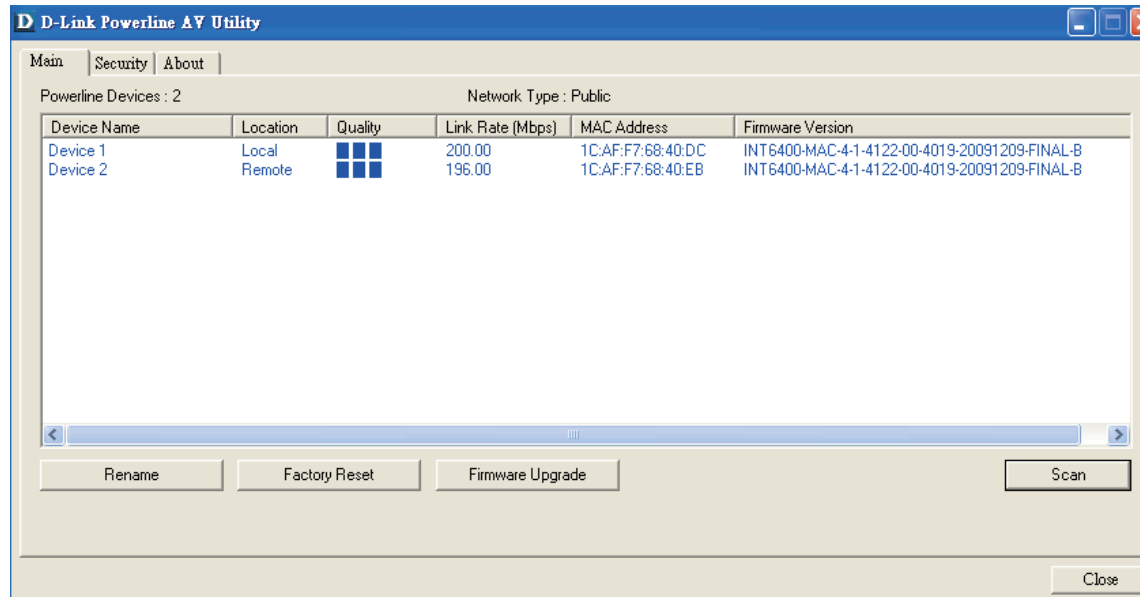 D D-Link Powerline AV Utility
Main Security About
Powerline Devices : 2 Network Type : Public
Device Name Location Quality Link Rate (Mbps) MAC Address Firmware Version
Device 1 Local 200.00 1C:AF:F7:68:40:DC INT6400-MAC-4-1-4122-00-4019-20091209-FINAL-B
Device 2 Remote 196.00 1C:AF:F7:68:40:EB INT6400-MAC-4-1-4122-00-4019-20091209-FINAL-B
Rename Factory Reset Firmware Upgrade Scan
Close